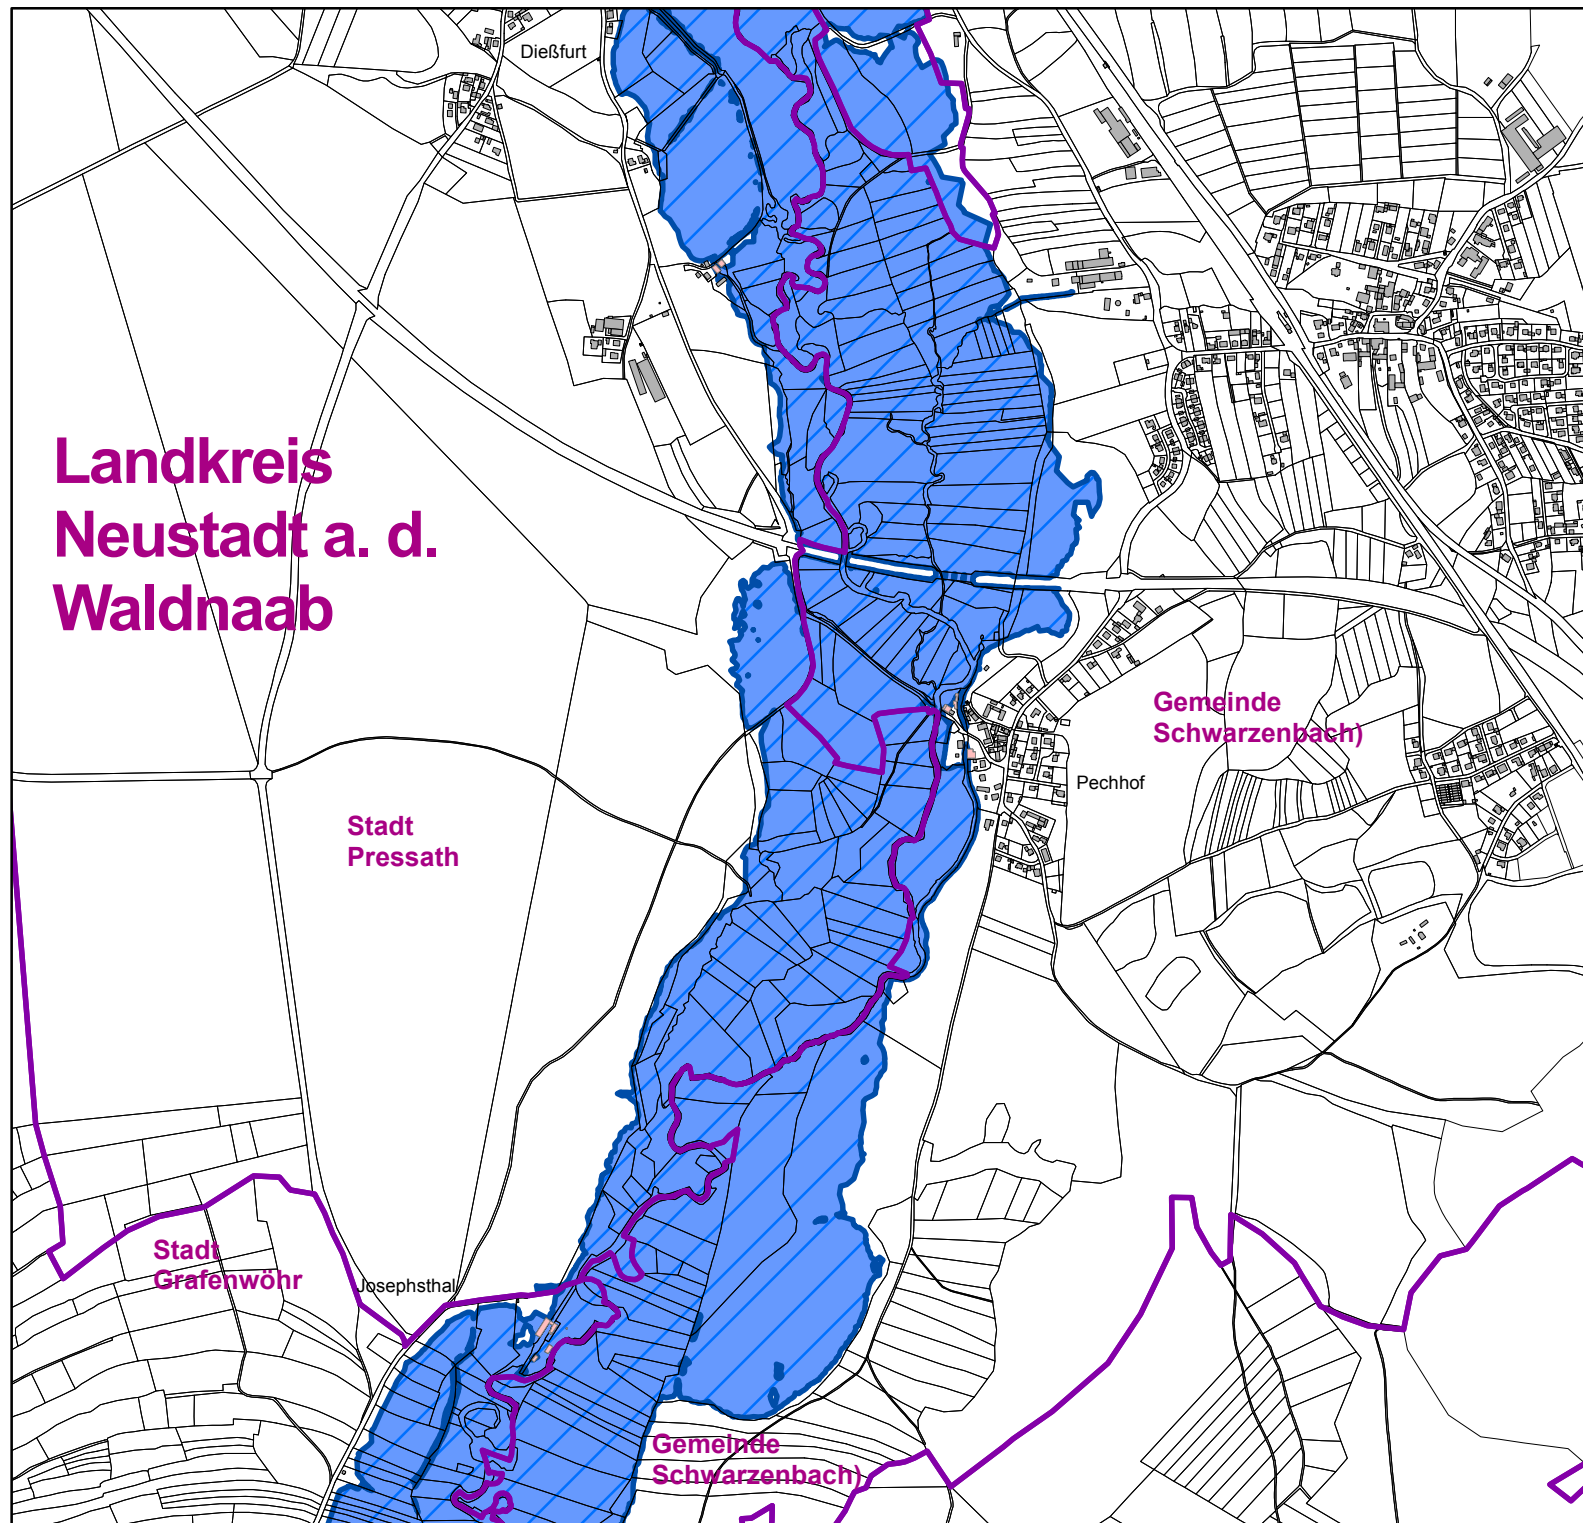 Dießfurt
Landkreis
Neustadt a. d.
Waldnaab
Gemeinde
Schwarzenbach)
Pechhof
Stadt
Pressath
Stadt
Grafenwöhr
Josephsthal
Gemeinde
Schwarzenbach)